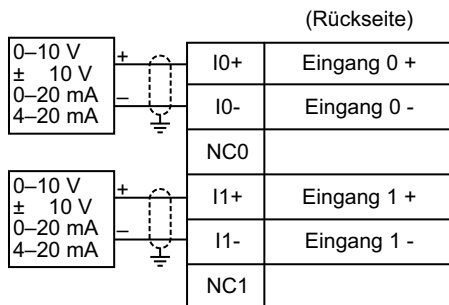 (Rückseite)
0–10 V
± 10 V
0–20 mA
4–20 mA
+
–
I0+ Eingang 0 +
I0- Eingang 0 -
NC0
0–10 V
± 10 V
0–20 mA
4–20 mA
+
–
I1+ Eingang 1 +
I1- Eingang 1 -
NC1